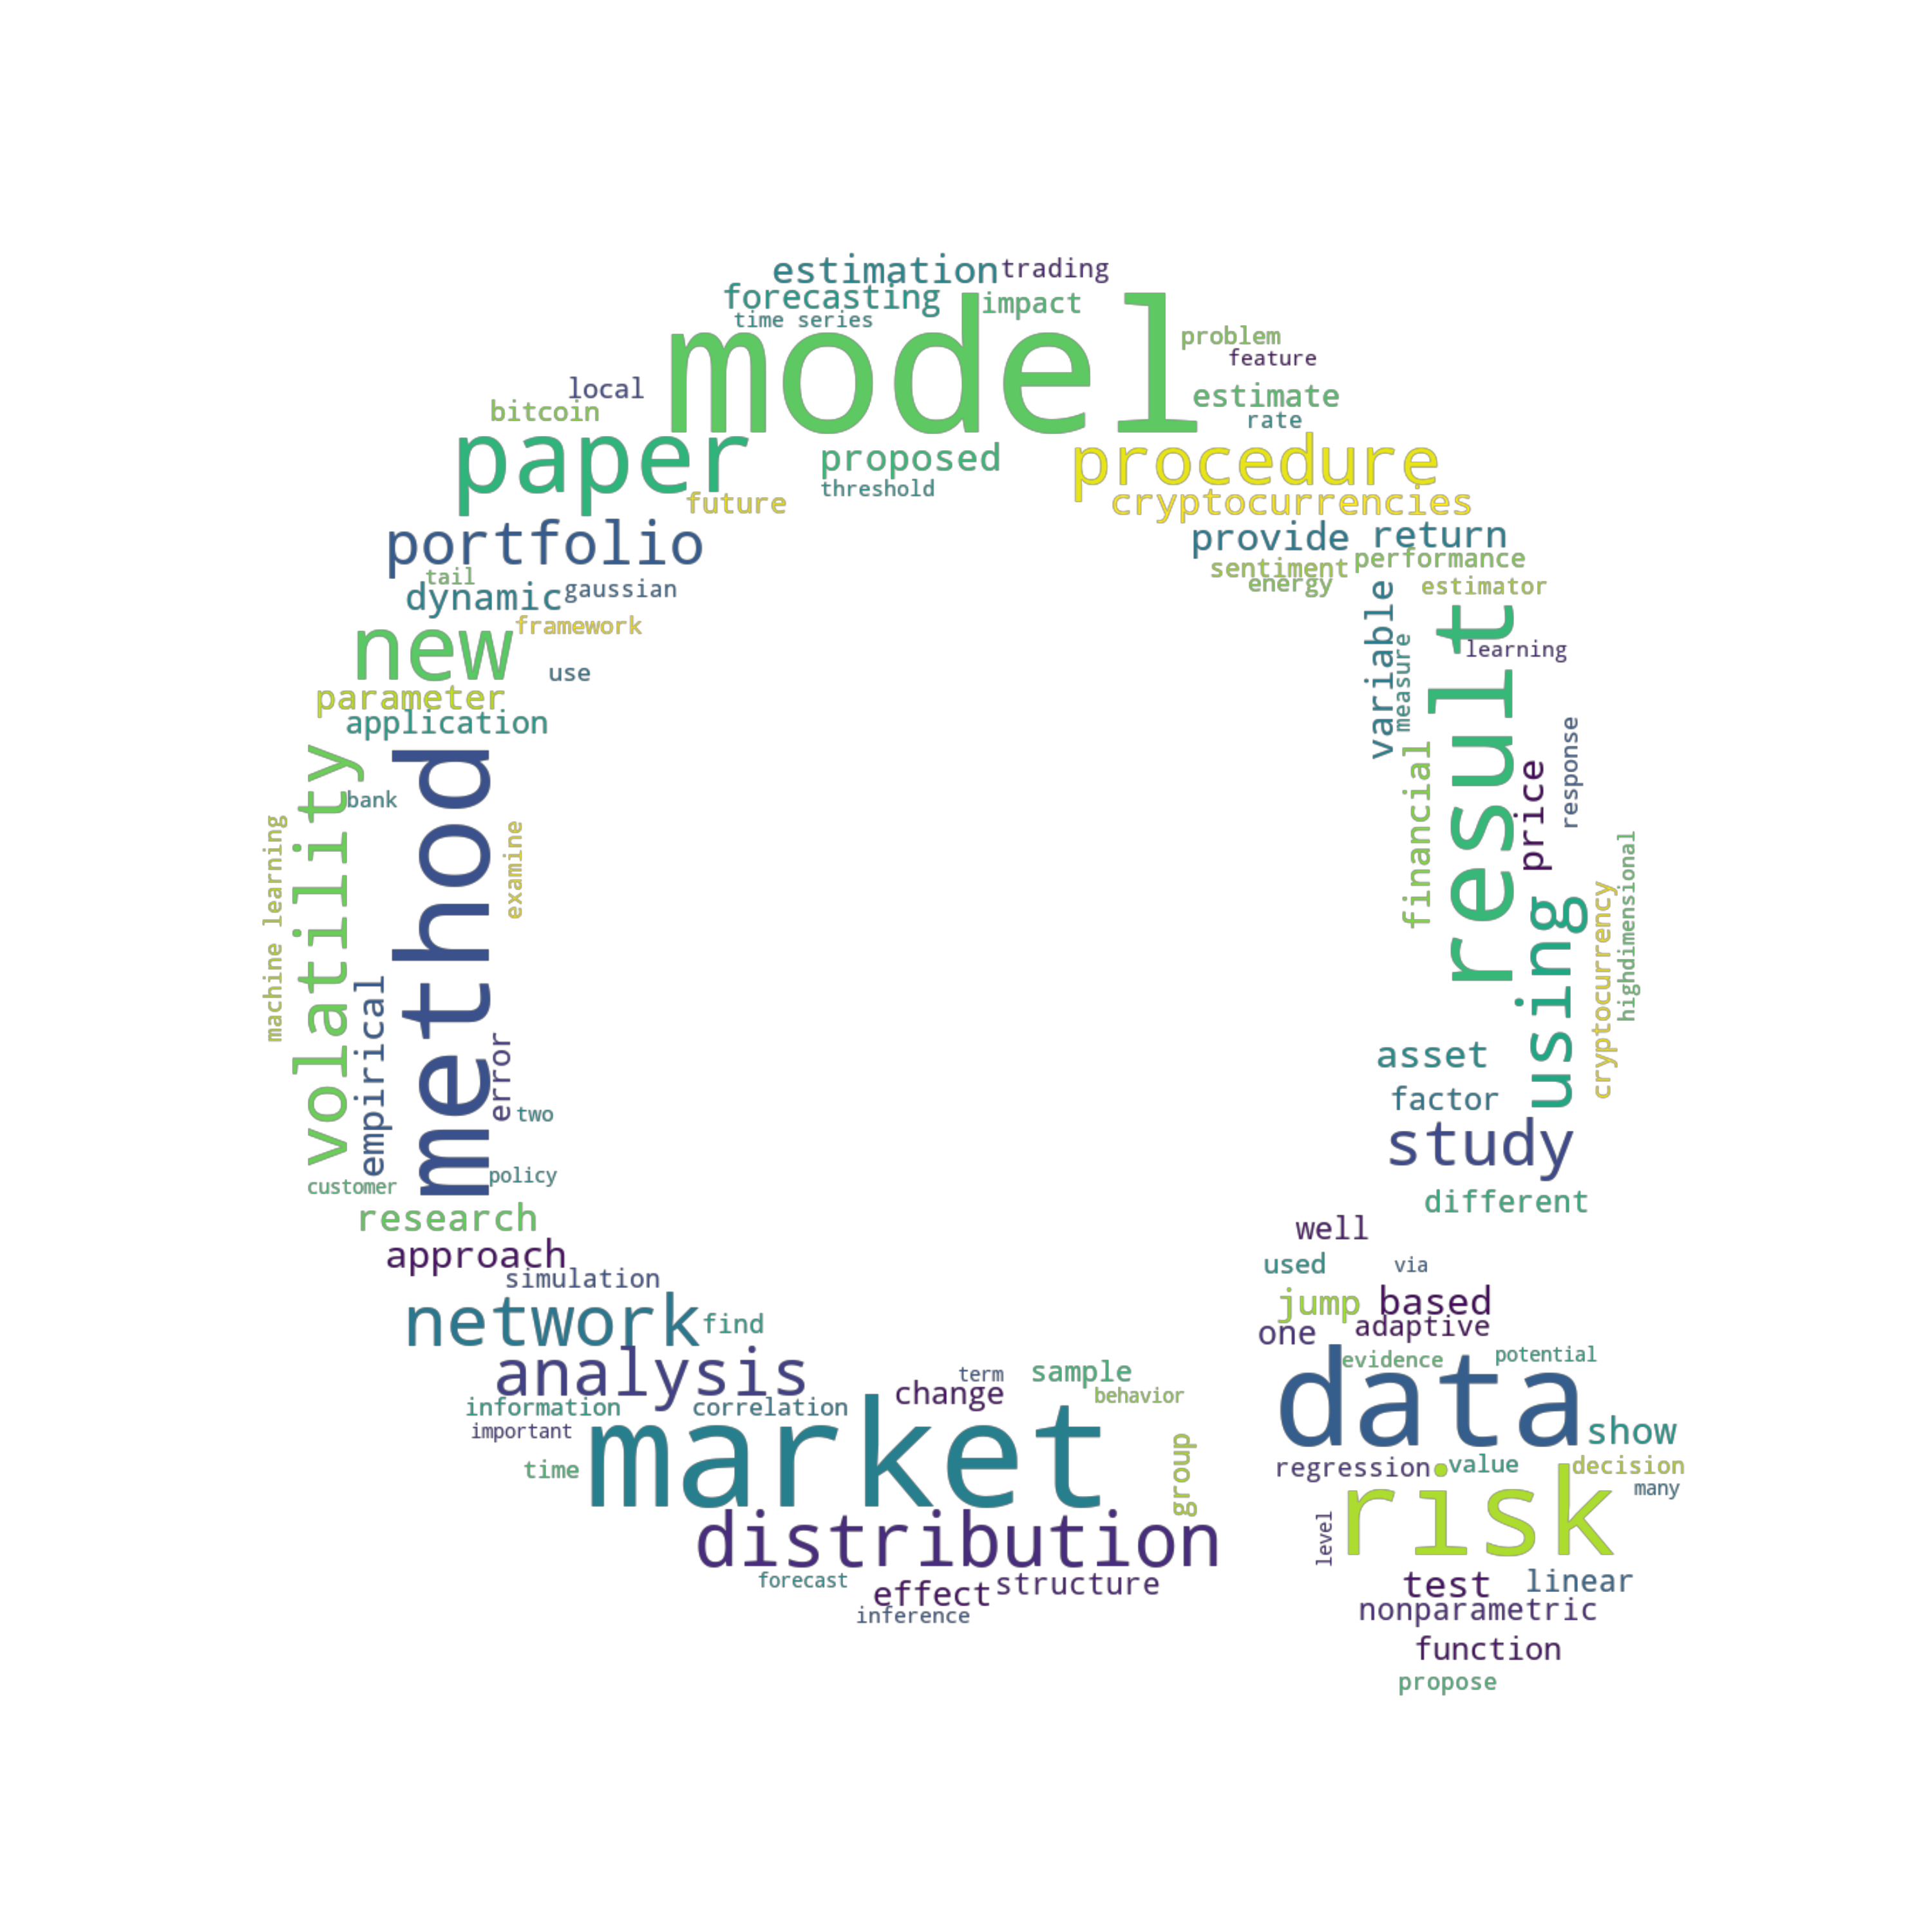 estimation trading
forecasting impact
time series
model
problem
feature
local
bitcoin
estimate
rate
paper
proposed
procedure
threshold
future
cryptocurrencies
portfolio
provide return
tail
dynamic gaussian
sentiment performance
energy
estimator
new framework
use
variable
measure
result
learning
parameter
application
volatility
bank
method
machine learning
examine
empirical
error
two
policy
customer
financial
price
response
using
cryptocurrency
highdimensional
asset
factor
study
different
research
approach
simulation
network find
analysis
information
important
correlation
term
change
sample
behavior
time
market
group
distribution
forecast
effect structure
inference
well
used via
jump based
one adaptive
evidence potential
data show
regression value decision
many
risk
level
test linear
nonparametric
function
propose